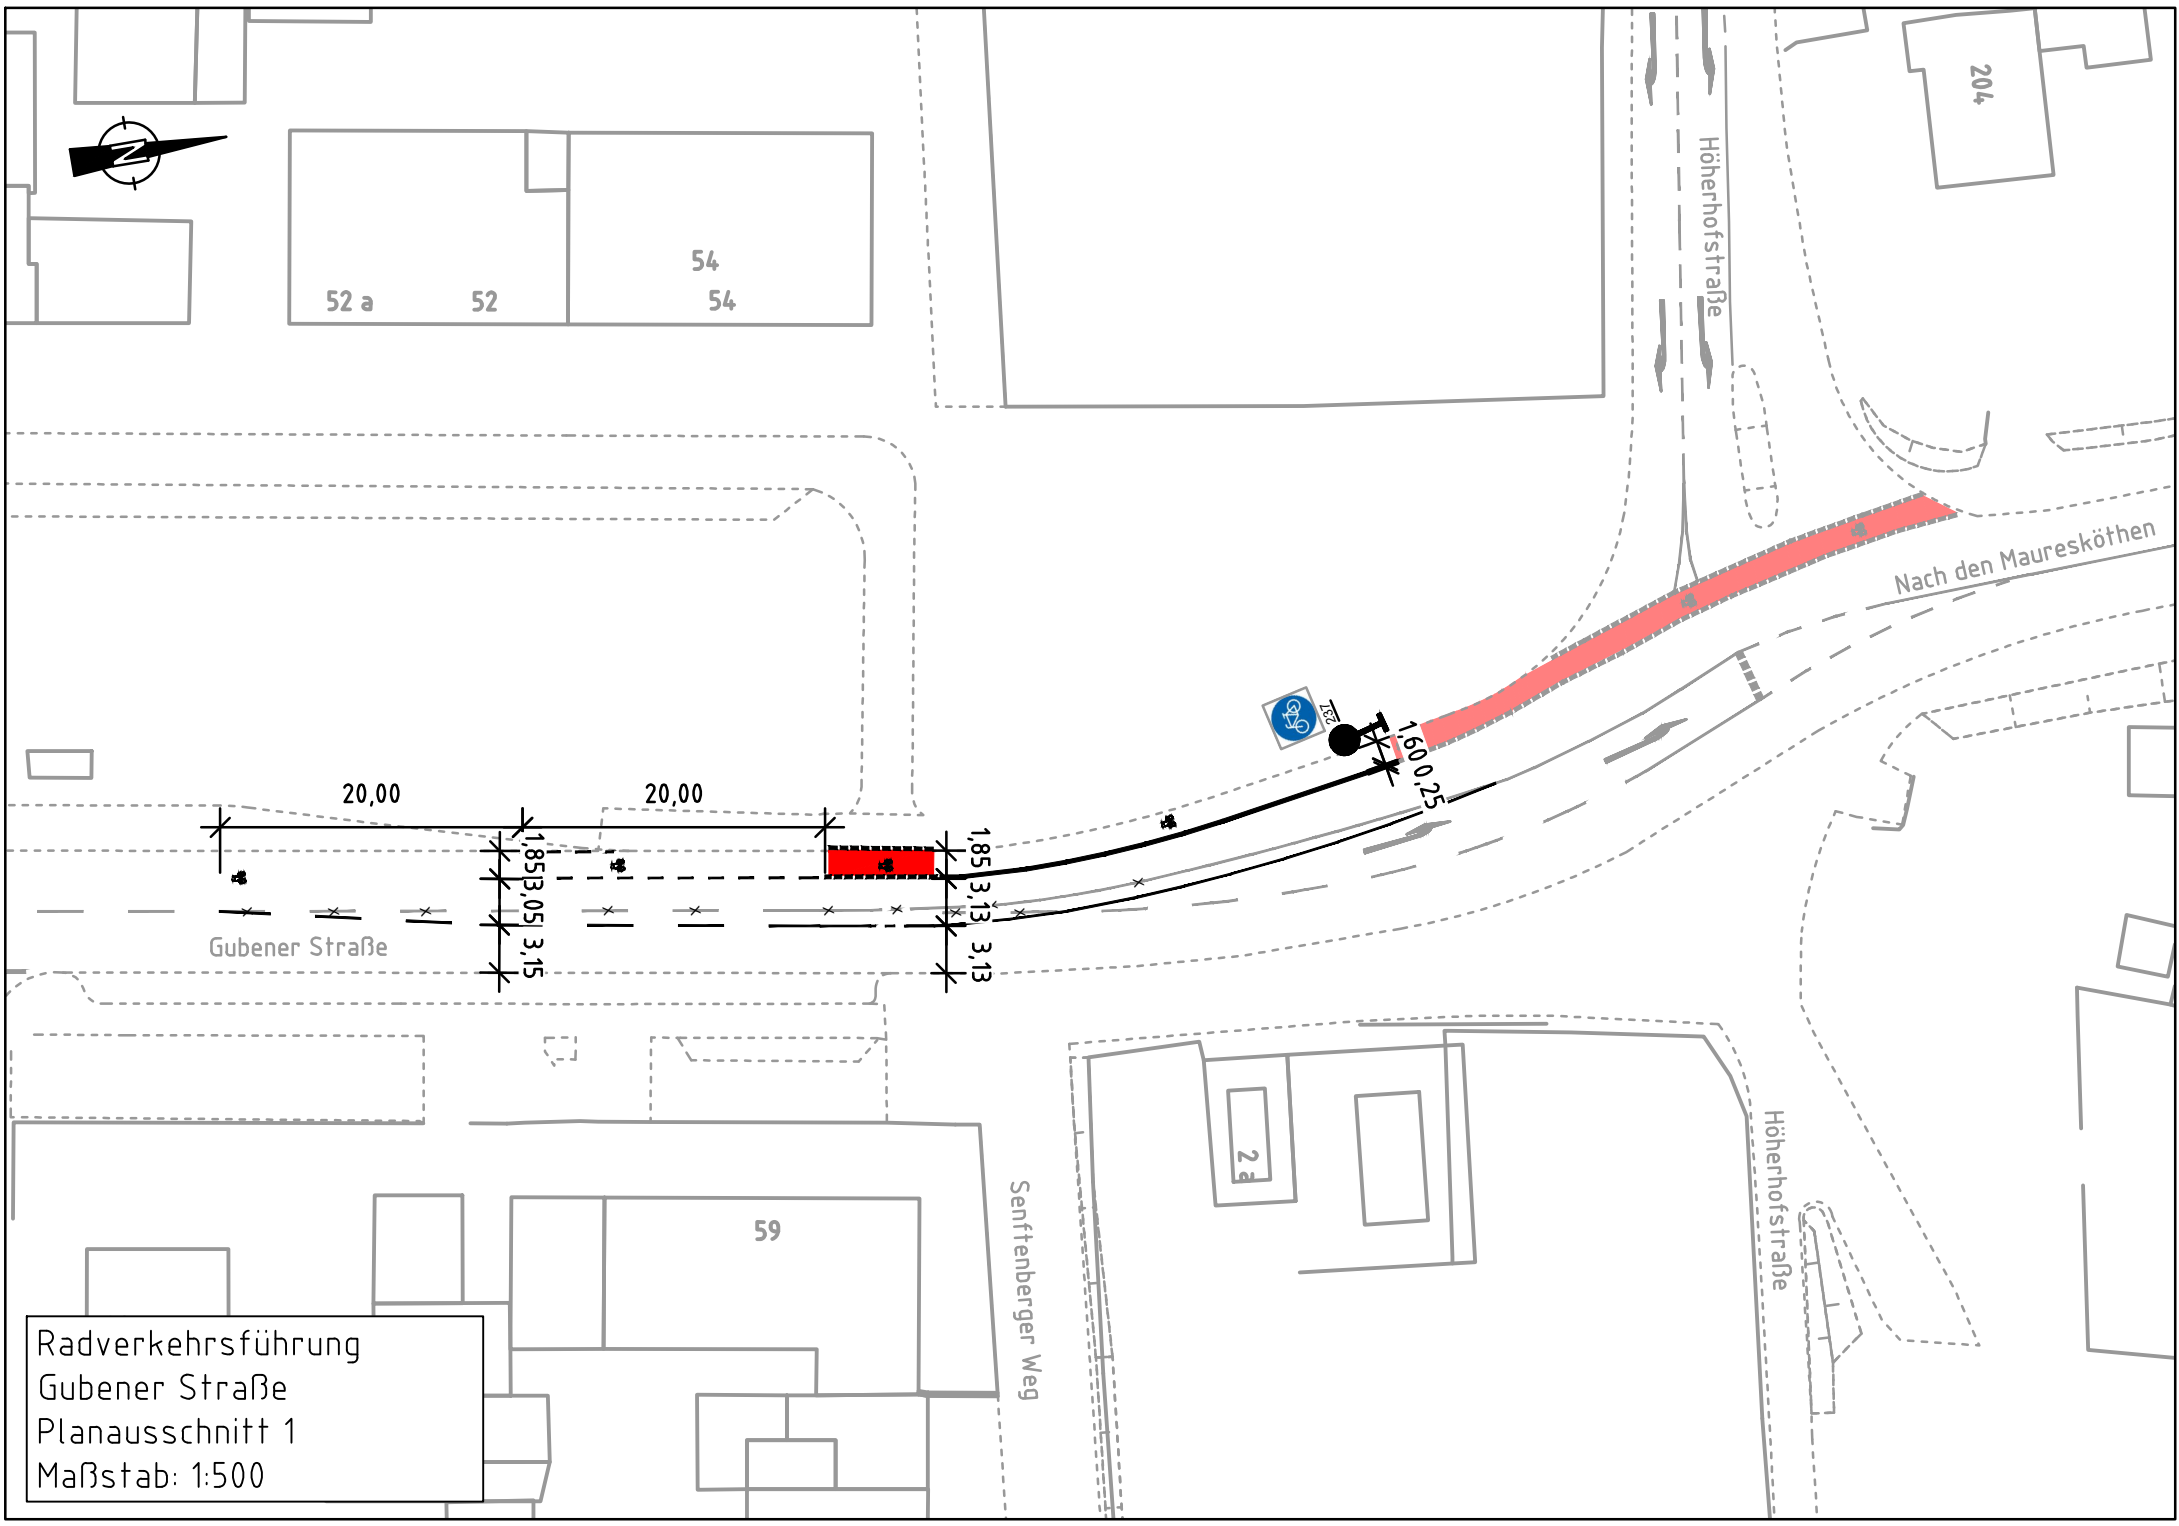 204
Höherhofstraße
54
52 a
52
54
N
Nach den Maureskōthen
237
1,60
0,25
20,00
20,00
1,85
3,05
3,15
1,85
3,13
3,13
Gubener Straße
2 a
59
Senftenberger Weg
Höherhofstraße
Radverkehrsführung
Gubener Straße
Planausschnitt 1
Maßstab: 1:500